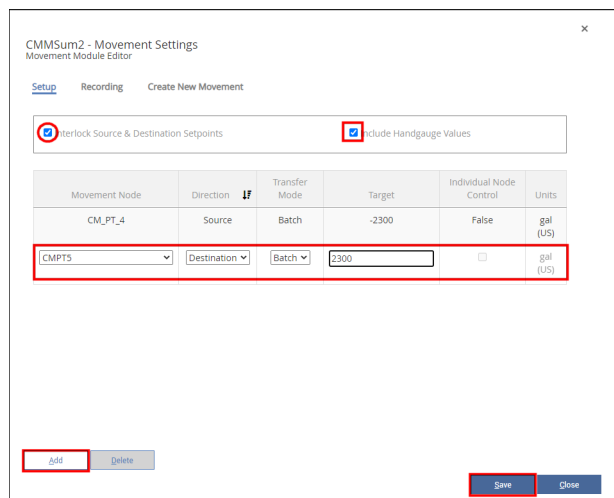 ×
CMMSum2 - Movement Settings
Movement Module Editor
Setup Recording Create New Movement
nterlock Source & Destination Setpoints nclude Handgauge Values
Movement Node Direction Transfer Mode Target Individual Node Control Units
CM_PT_4 Source Batch -2300 False gal (US)
CMPT5 Destination Batch 2300 gal (US)
Add Delete
Save Close